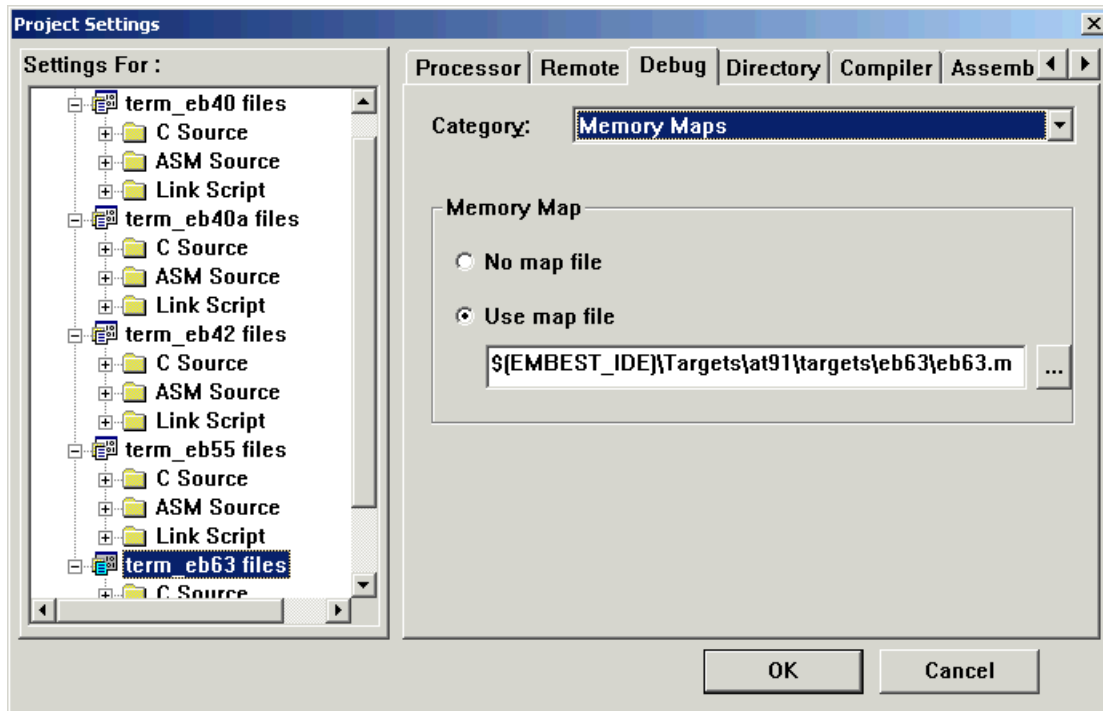 Project Settings
Settings For :
term_eb40 files
C Source
ASM Source
Link Script
term_eb40a files
C Source
ASM Source
Link Script
term_eb42 files
C Source
ASM Source
Link Script
term_eb55 files
C Source
ASM Source
Link Script
term_eb63 files
C Source
Processor Remote Debug Directory Compiler Assemb
Category: Memory Maps
Memory Map
No map file
Use map file
$(EMBEST_IDE)\Targets\at91\targets\eb63\eb63.m ...
OK Cancel